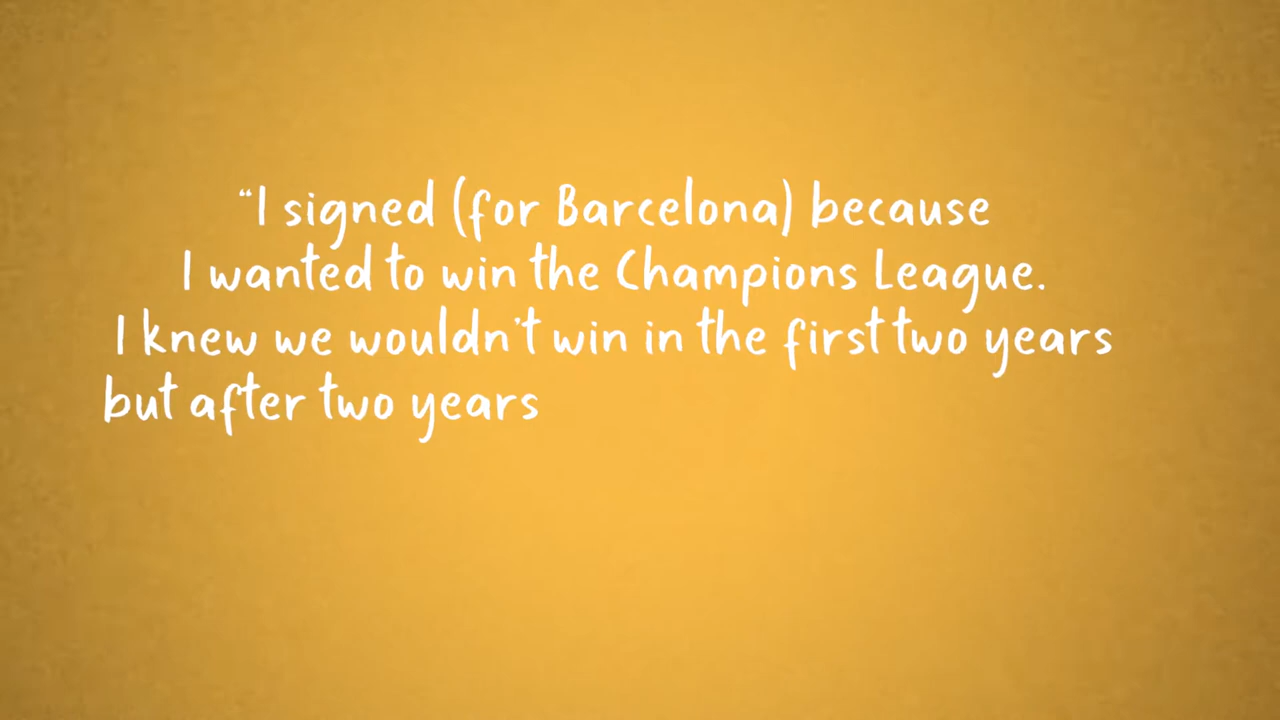 “I signed (for Barcelona) because
I wanted to win the Champions League.
I knew we wouldn't win in the first two years
but after two years